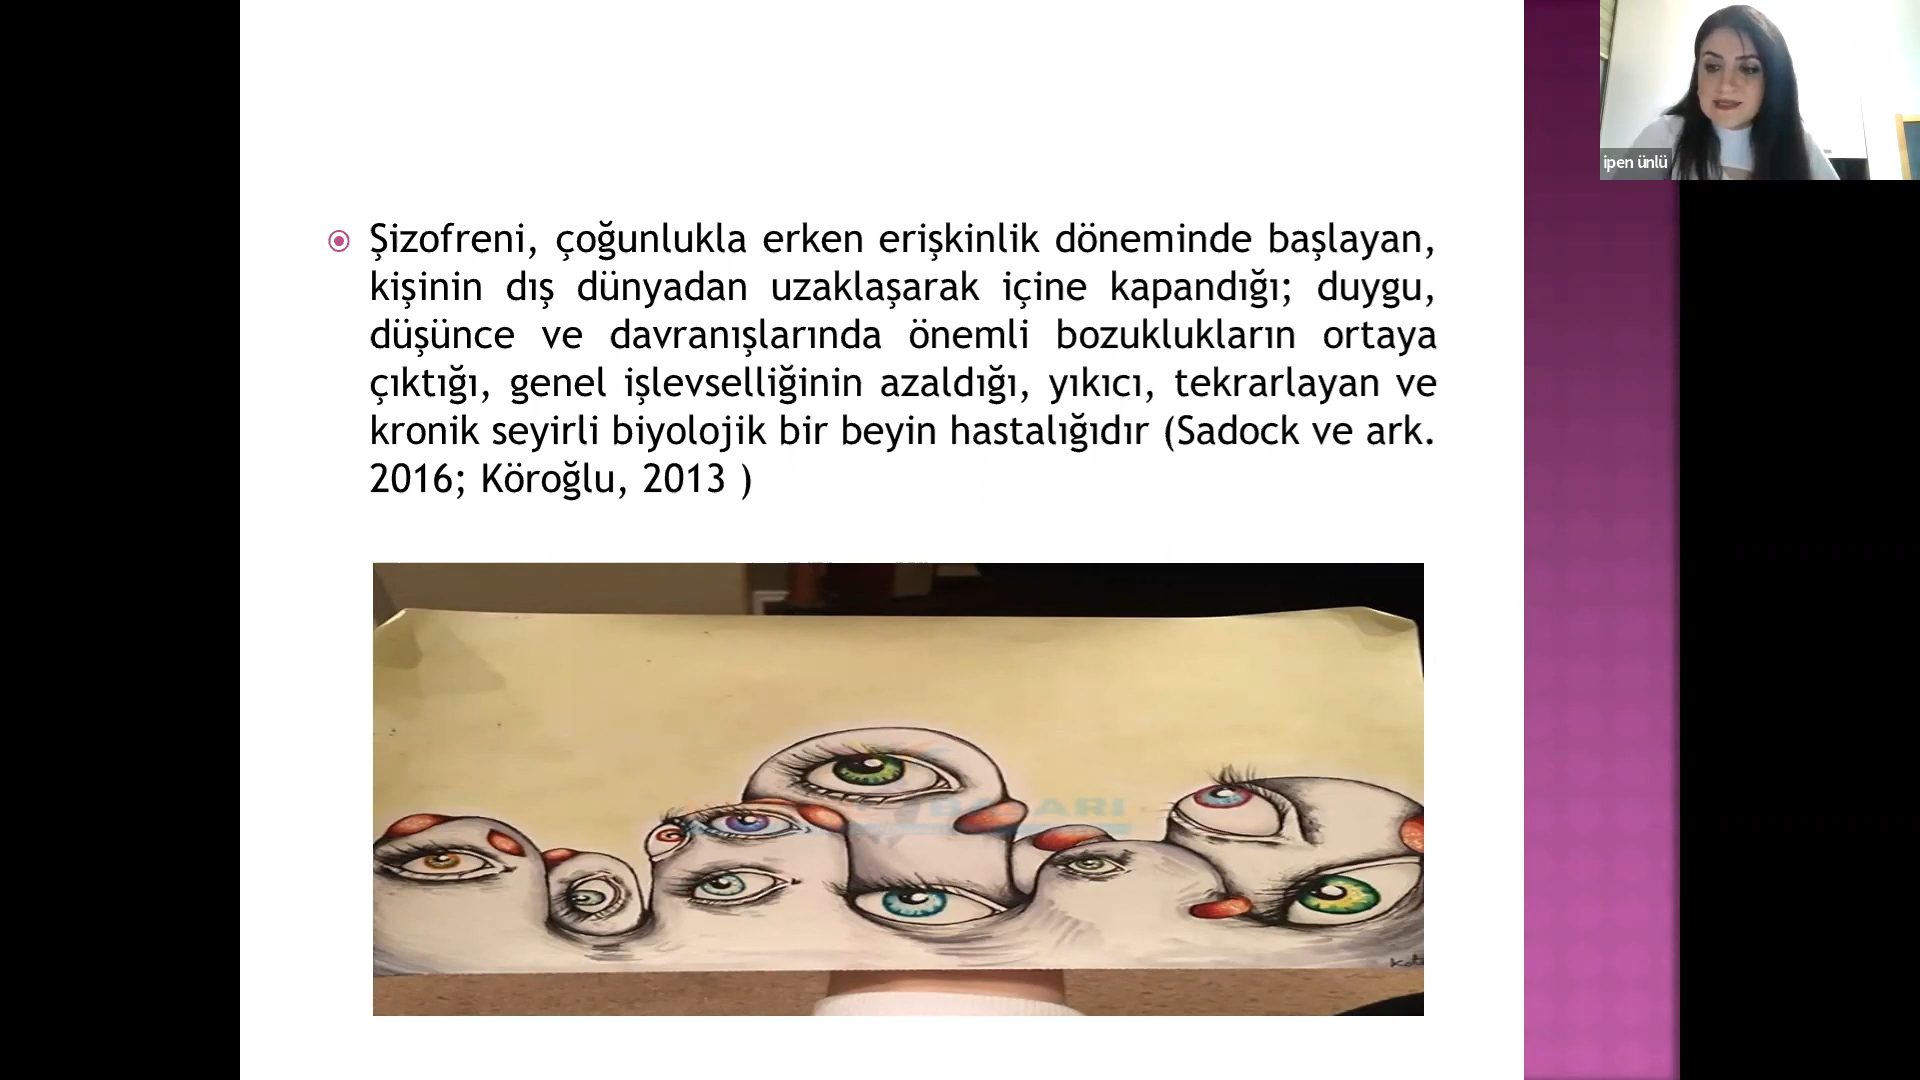 ipen ünlü
Şizofreni, çoğunlukla erken erişkinlik döneminde başlayan,
kişinin dış dünyadan uzaklaşarak içine kapandığı; duygu,
düşünce ve davranışlarında önemli bozuklukların ortaya
çıktığı, genel işlevselliğinin azaldığı, yıkıcı, tekrarlayan ve
kronik seyirli biyolojik bir beyin hastalığıdır (Sadock ve ark.
2016; Köroğlu, 2013 )